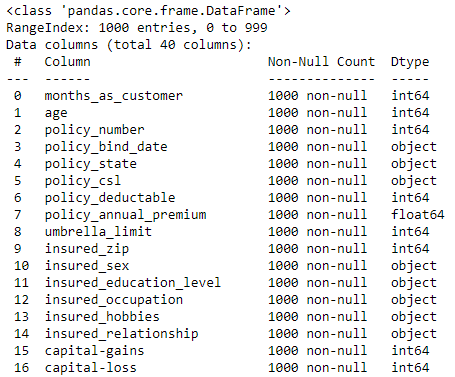 <class 'pandas.core.frame.DataFrame'>
RangeIndex: 1000 entries, 0 to 999
Data columns (total 40 columns):
 #   Column                       Non-Null Count  Dtype
---  ------                       --------------  -----
 0   months_as_customer           1000 non-null   int64
 1   age                          1000 non-null   int64
 2   policy_number                1000 non-null   int64
 3   policy_bind_date             1000 non-null   object
 4   policy_state                 1000 non-null   object
 5   policy_csl                   1000 non-null   object
 6   policy_deductable            1000 non-null   int64
 7   policy_annual_premium        1000 non-null   float64
 8   umbrella_limit               1000 non-null   int64
 9   insured_zip                  1000 non-null   int64
 10  insured_sex                  1000 non-null   object
 11  insured_education_level      1000 non-null   object
 12  insured_occupation           1000 non-null   object
 13  insured_hobbies              1000 non-null   object
 14  insured_relationship         1000 non-null   object
 15  capital-gains                1000 non-null   int64
 16  capital-loss                 1000 non-null   int64